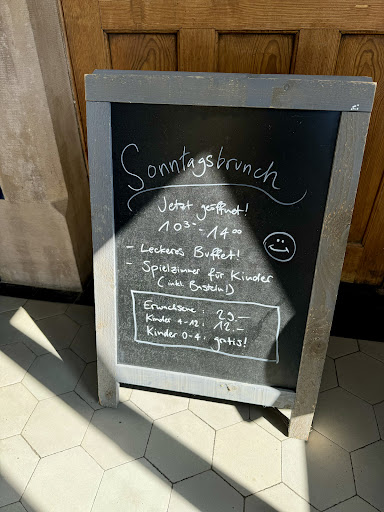 Sonntagsbrunch
Jetzt geöffnet!
10³⁰-14⁰⁰
- Leckeres Buffet!
- Spielzimmer für Kinder
(inkl. Basteln!)
Erwachsene: 29.—
Kinder 4-12: 12.—
Kinder 0-4: gratis!